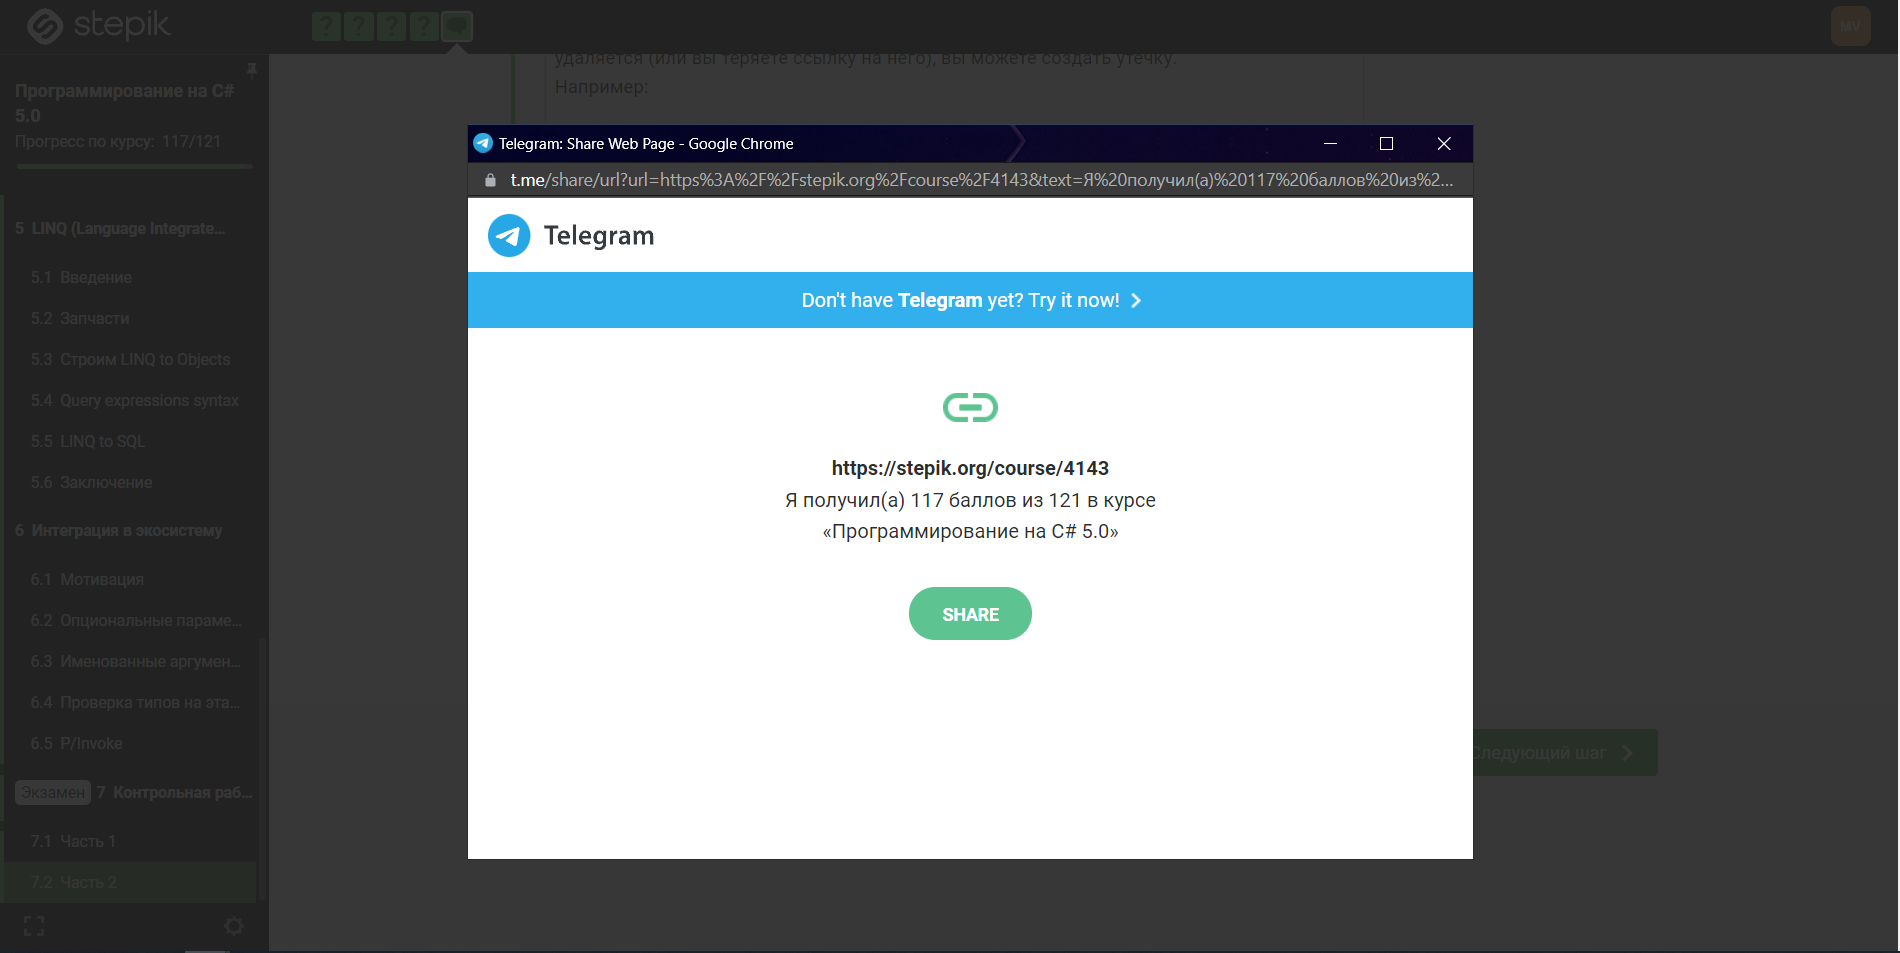 stepik
? ? ? ?
MV
Программирование на C#
5.0
Прогресс по курсу: 117/121
5 LINQ (Language Integrate...
5.1 Введение
5.2 Запчасти
5.3 Строим LINQ to Objects
5.4 Query expressions syntax
5.5 LINQ to SQL
5.6 Заключение
6 Интеграция в экосистему
6.1 Мотивация
6.2 Опциональные параме...
6.3 Именованные аргумен...
6.4 Проверка типов на эта...
6.5 P/Invoke
Экзамен 7 Контрольная раб...
7.1 Часть 1
7.2 Часть 2
удаляется (или вы теряете ссылку на него), вы можете создать утечку.
Например:
Telegram: Share Web Page - Google Chrome
t.me/share/url?url=https%3A%2F%2Fstepik.org%2Fcourse%2F4143&text=Я%20получил(а)%20117%20баллов%20из%2...
Telegram
Don't have Telegram yet? Try it now!
https://stepik.org/course/4143
Я получил(а) 117 баллов из 121 в курсе
«Программирование на C# 5.0»
SHARE
Следующий шаг